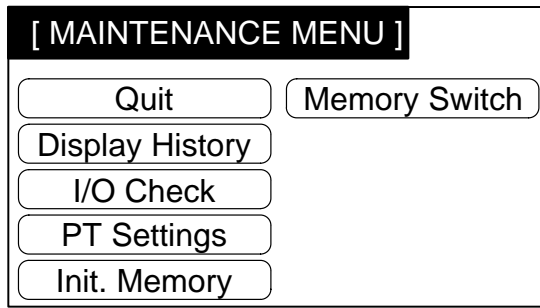 [ MAINTENANCE MENU ]
Quit
Memory Switch
Display History
I/O Check
PT Settings
Init. Memory